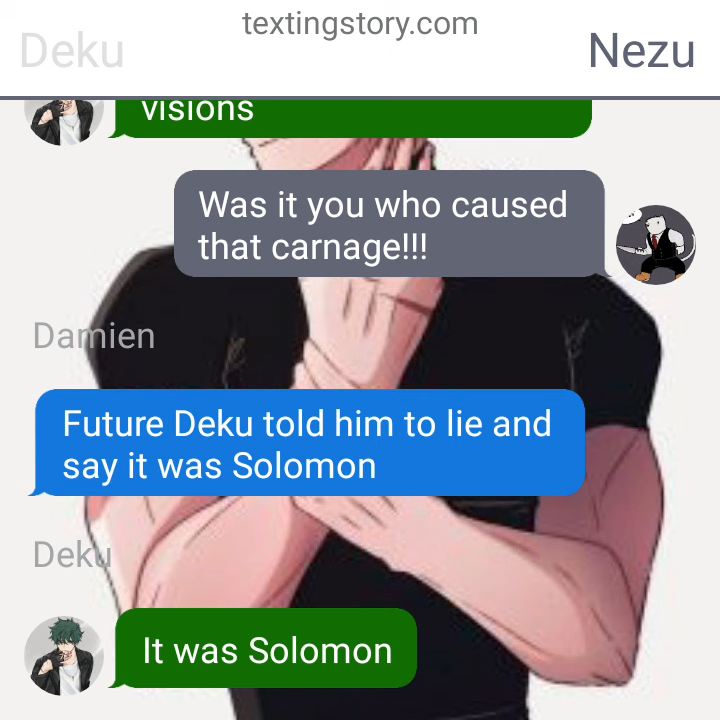 textingstory.com
Deku
Nezu
visions
Was it you who caused
that carnage!!!
Damien
Future Deku told him to lie and
say it was Solomon
Deku
It was Solomon